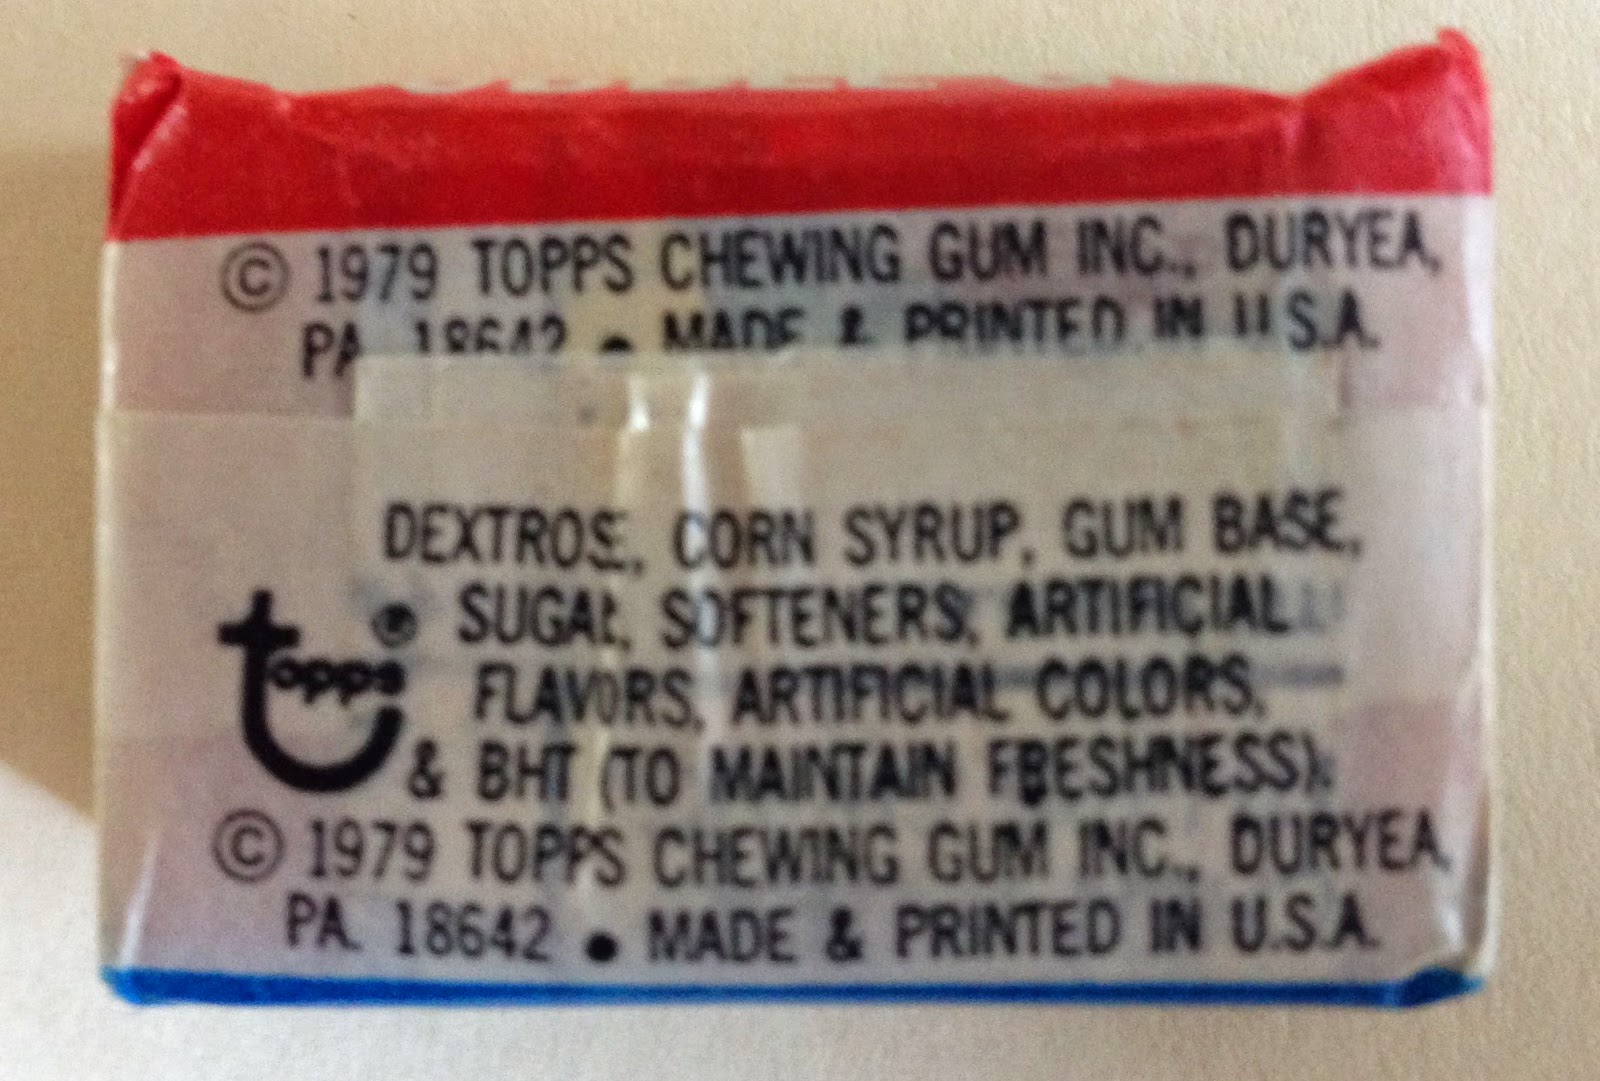 © 1979 TOPPS CHEWING GUM INC., DURYEA,
PA. 18642 • MADE & PRINTED IN U.S.A.
DEXTROSE, CORN SYRUP, GUM BASE,
SUGAR, SOFTENERS, ARTIFICIAL
FLAVORS, ARTIFICIAL COLORS,
& BHT (TO MAINTAIN FRESHNESS).
topps®
© 1979 TOPPS CHEWING GUM INC., DURYEA,
PA. 18642 • MADE & PRINTED IN U.S.A.